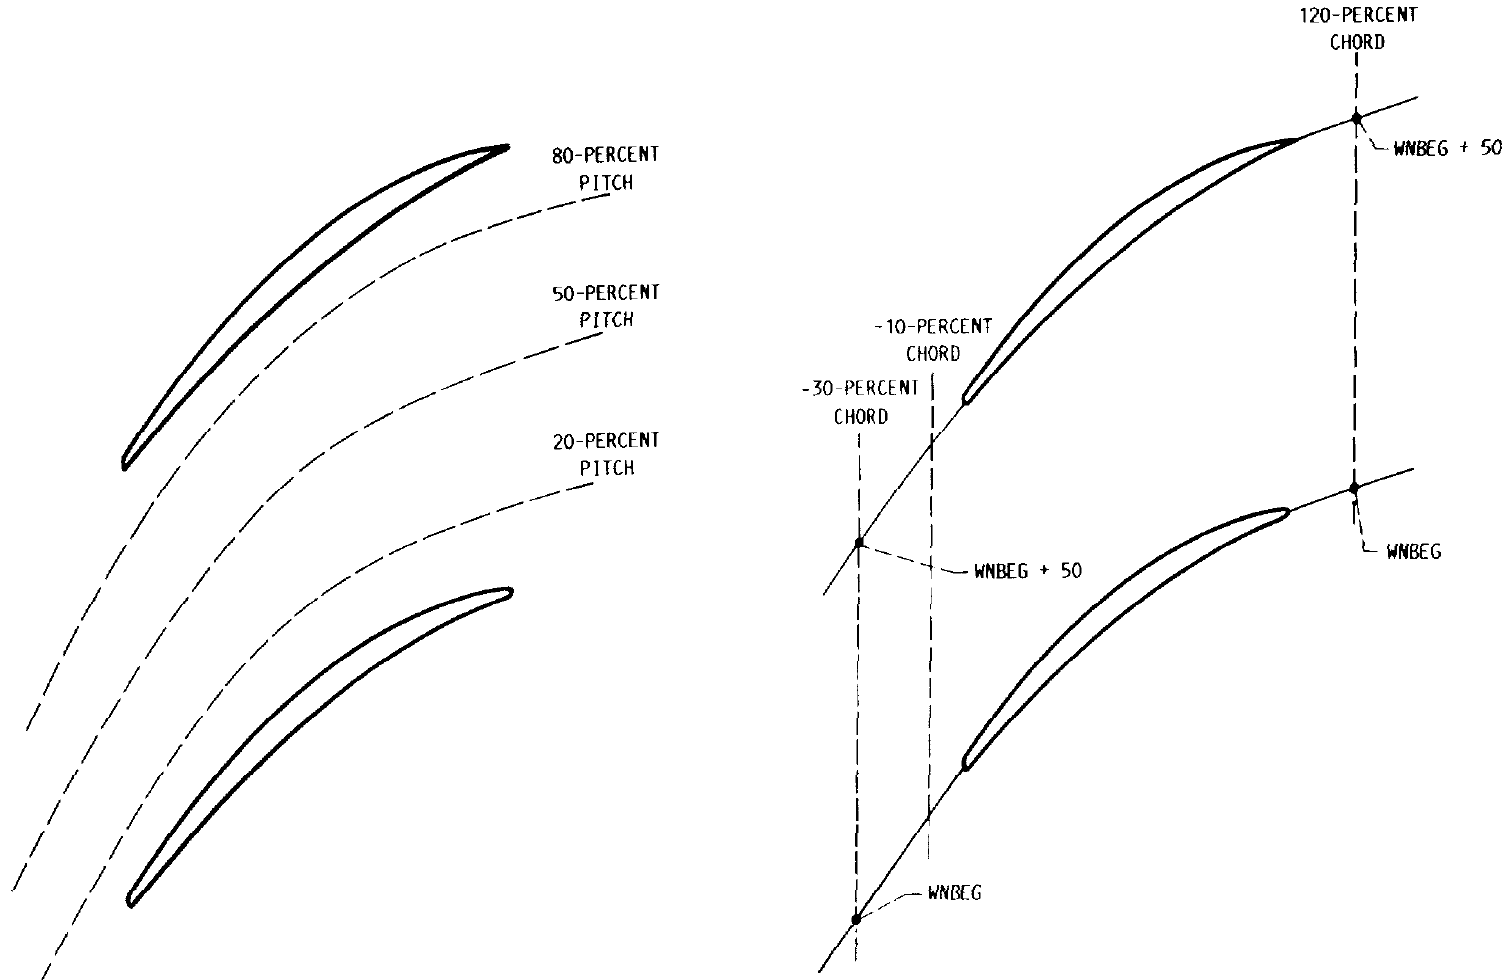 80-PERCENT
PITCH
50-PERCENT
PITCH
20-PERCENT
PITCH
120-PERCENT
CHORD
WNBEG + 50
-10-PERCENT
CHORD
-30-PERCENT
CHORD
WNBEG + 50
WNBEG
WNBEG